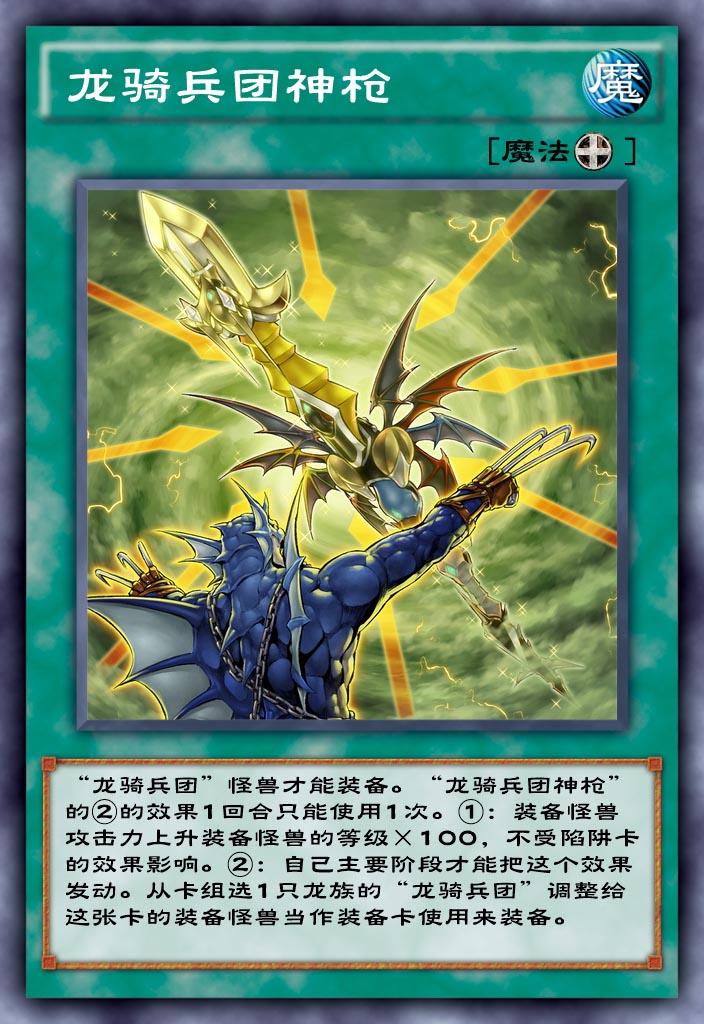 龙骑兵团神枪
魔
[魔法]
“龙骑兵团”怪兽才能装备。“龙骑兵团神枪”
的②的效果1回合只能使用1次。①：装备怪兽
攻击力上升装备怪兽的等级×100，不受陷阱卡
的效果影响。②：自己主要阶段才能把这个效果
发动。从卡组选1只龙族的“龙骑兵团”调整给
这张卡的装备怪兽当作装备卡使用来装备。